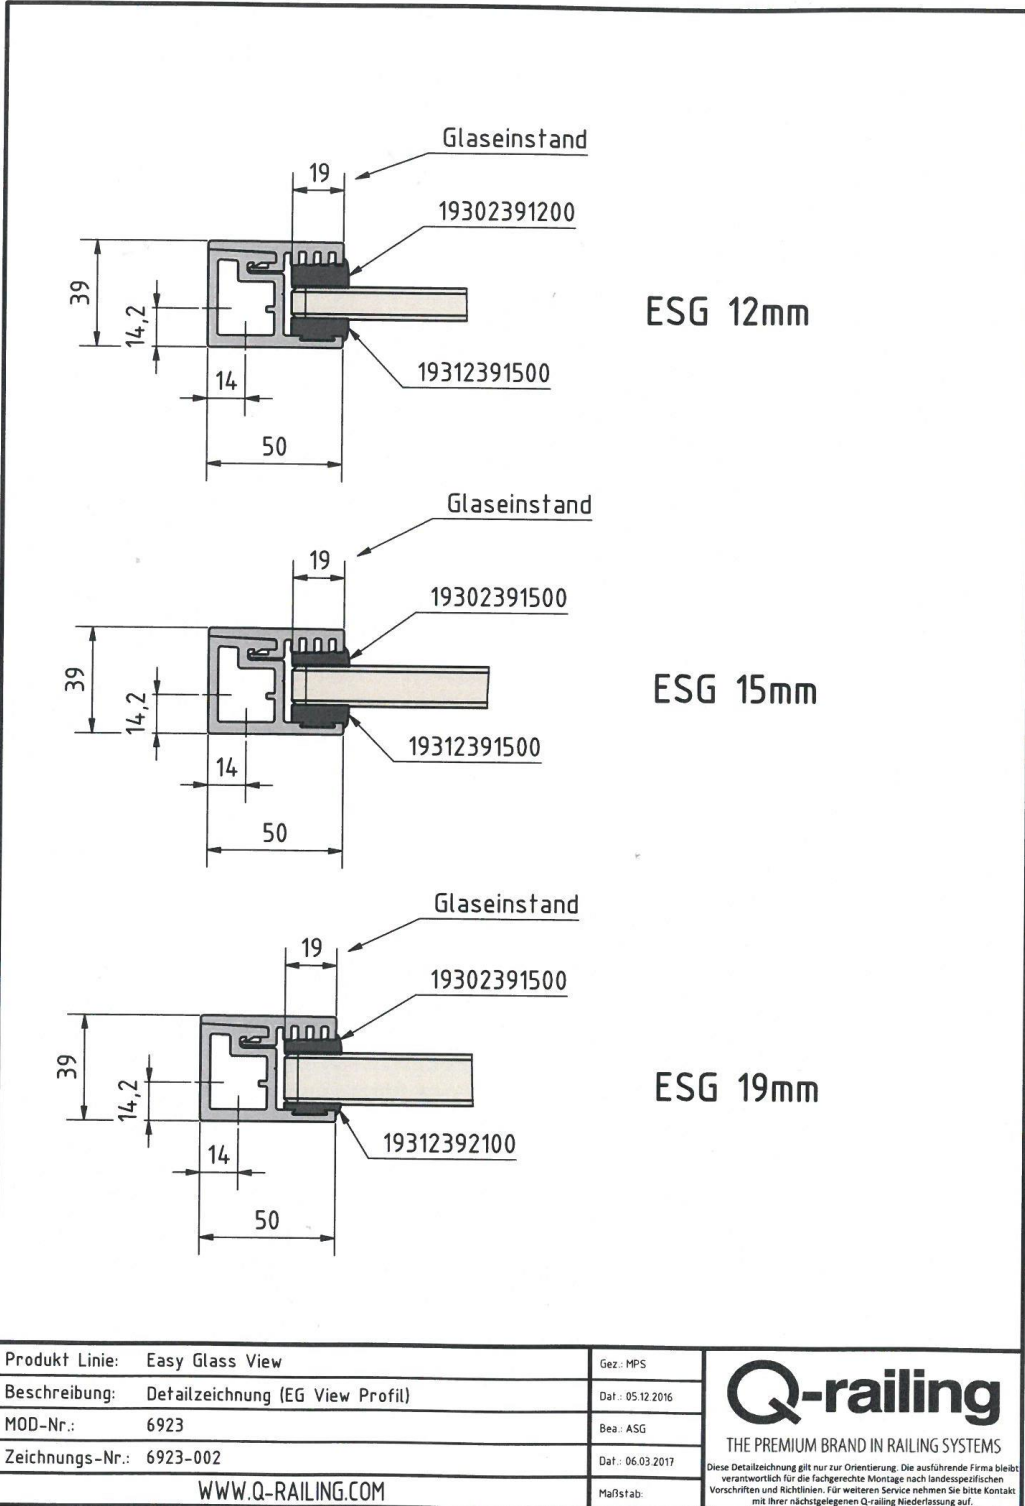 Glaseinstand
19
19302391200
39
14,2
ESG 12mm
19312391500
14
50
Glaseinstand
19
19302391500
39
14,2
ESG 15mm
19312391500
14
50
Glaseinstand
19
19302391500
39
14,2
ESG 19mm
19312392100
14
50
Produkt Linie: Easy Glass View
Beschreibung: Detailzeichnung (EG View Profil)
MOD-Nr.: 6923
Zeichnungs-Nr.: 6923-002
WWW.Q-RAILING.COM
Gez.: MPS
Dat.: 05.12.2016
Bea.: ASG
Dat.: 06.03.2017
Maßstab:
Q-railing
THE PREMIUM BRAND IN RAILING SYSTEMS
Diese Detailzeichnung gilt nur zur Orientierung. Die ausführende Firma bleibt
verantwortlich für die fachgerechte Montage nach landesspezifischen
Vorschriften und Richtlinien. Für weiteren Service nehmen Sie bitte Kontakt
mit Ihrer nächstgelegenen Q-railing Niederlassung auf.